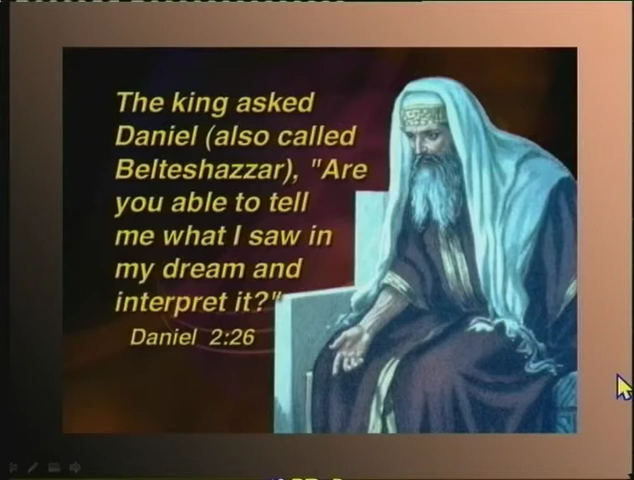 The king asked
Daniel (also called
Belteshazzar), "Are
you able to tell
me what I saw in
my dream and
interpret it?"
Daniel 2:26